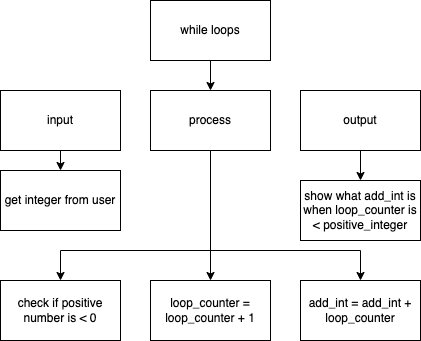 while loops
input
process
output
get integer from user
show what add_int is
when loop_counter is
< positive_integer
check if positive
number is < 0
loop_counter =
loop_counter + 1
add_int = add_int +
loop_counter